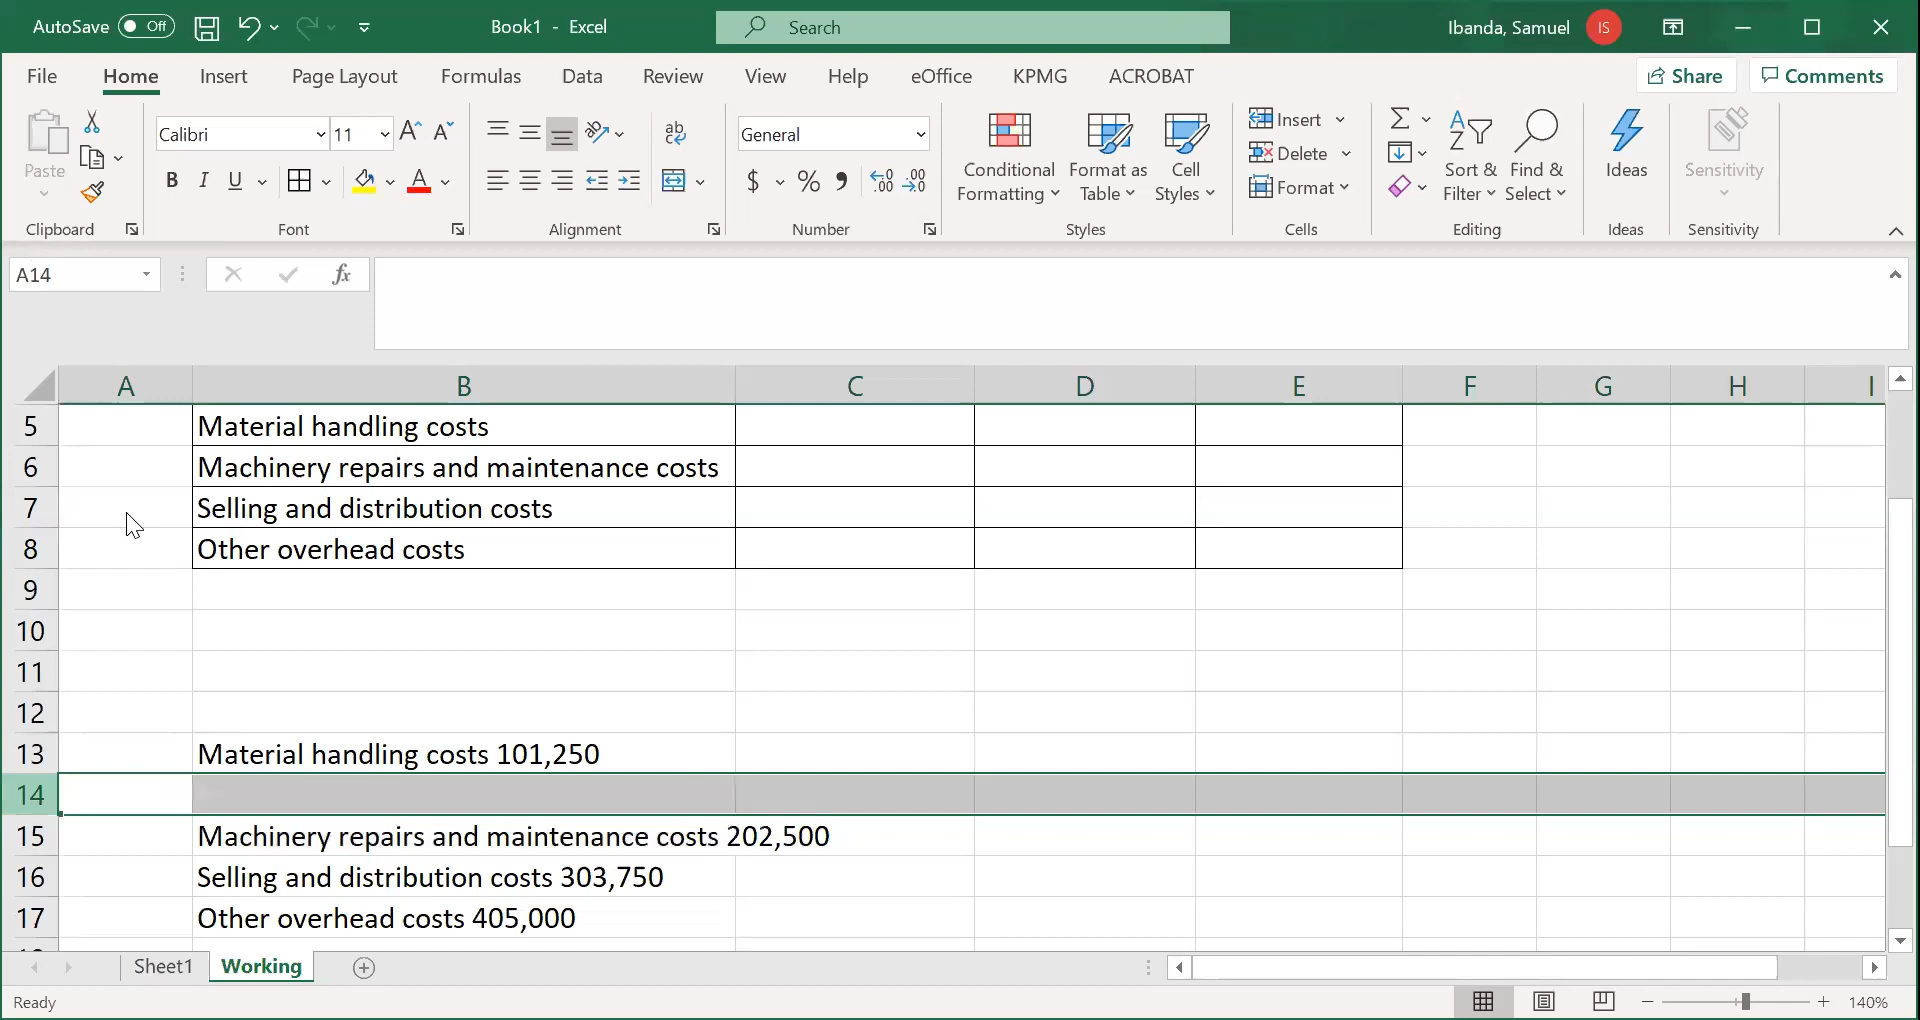 AutoSave Off Book1 - Excel Search Ibanda, Samuel IS
File Home Insert Page Layout Formulas Data Review View Help eOffice KPMG ACROBAT Share Comments
Paste Calibri 11 General
B I U $ % .00 .00
Conditional Formatting
Format as Table
Cell Styles
Insert
Delete
Format
Sort & Filter
Find & Select
Ideas
Sensitivity
Clipboard Font Alignment Number Styles Cells Editing Ideas Sensitivity
A14 fx
A B C D E F G H I
5 Material handling costs
6 Machinery repairs and maintenance costs
7 Selling and distribution costs
8 Other overhead costs
9
10
11
12
13 Material handling costs 101,250
14
15 Machinery repairs and maintenance costs 202,500
16 Selling and distribution costs 303,750
17 Other overhead costs 405,000
Sheet1 Working
Ready 140%